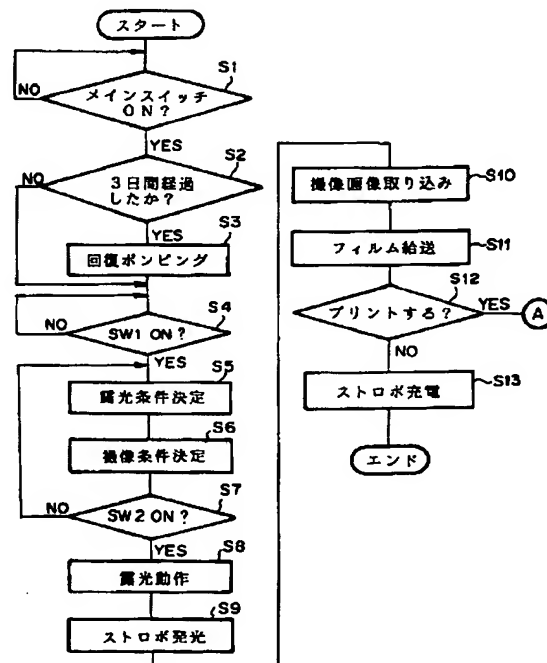 スタート
S1
メインスイッチ
ON?
NO
YES
S2
3日間経過
したか?
NO
YES
S3
回復ポンピング
S4
SW1 ON?
NO
YES
S5
露光条件決定
S6
撮像条件決定
S7
SW2 ON?
NO
YES
S8
露光動作
S9
ストロボ発光
S10
撮像画像取り込み
S11
フィルム給送
S12
プリントする?
YES
A
NO
S13
ストロボ充電
エンド